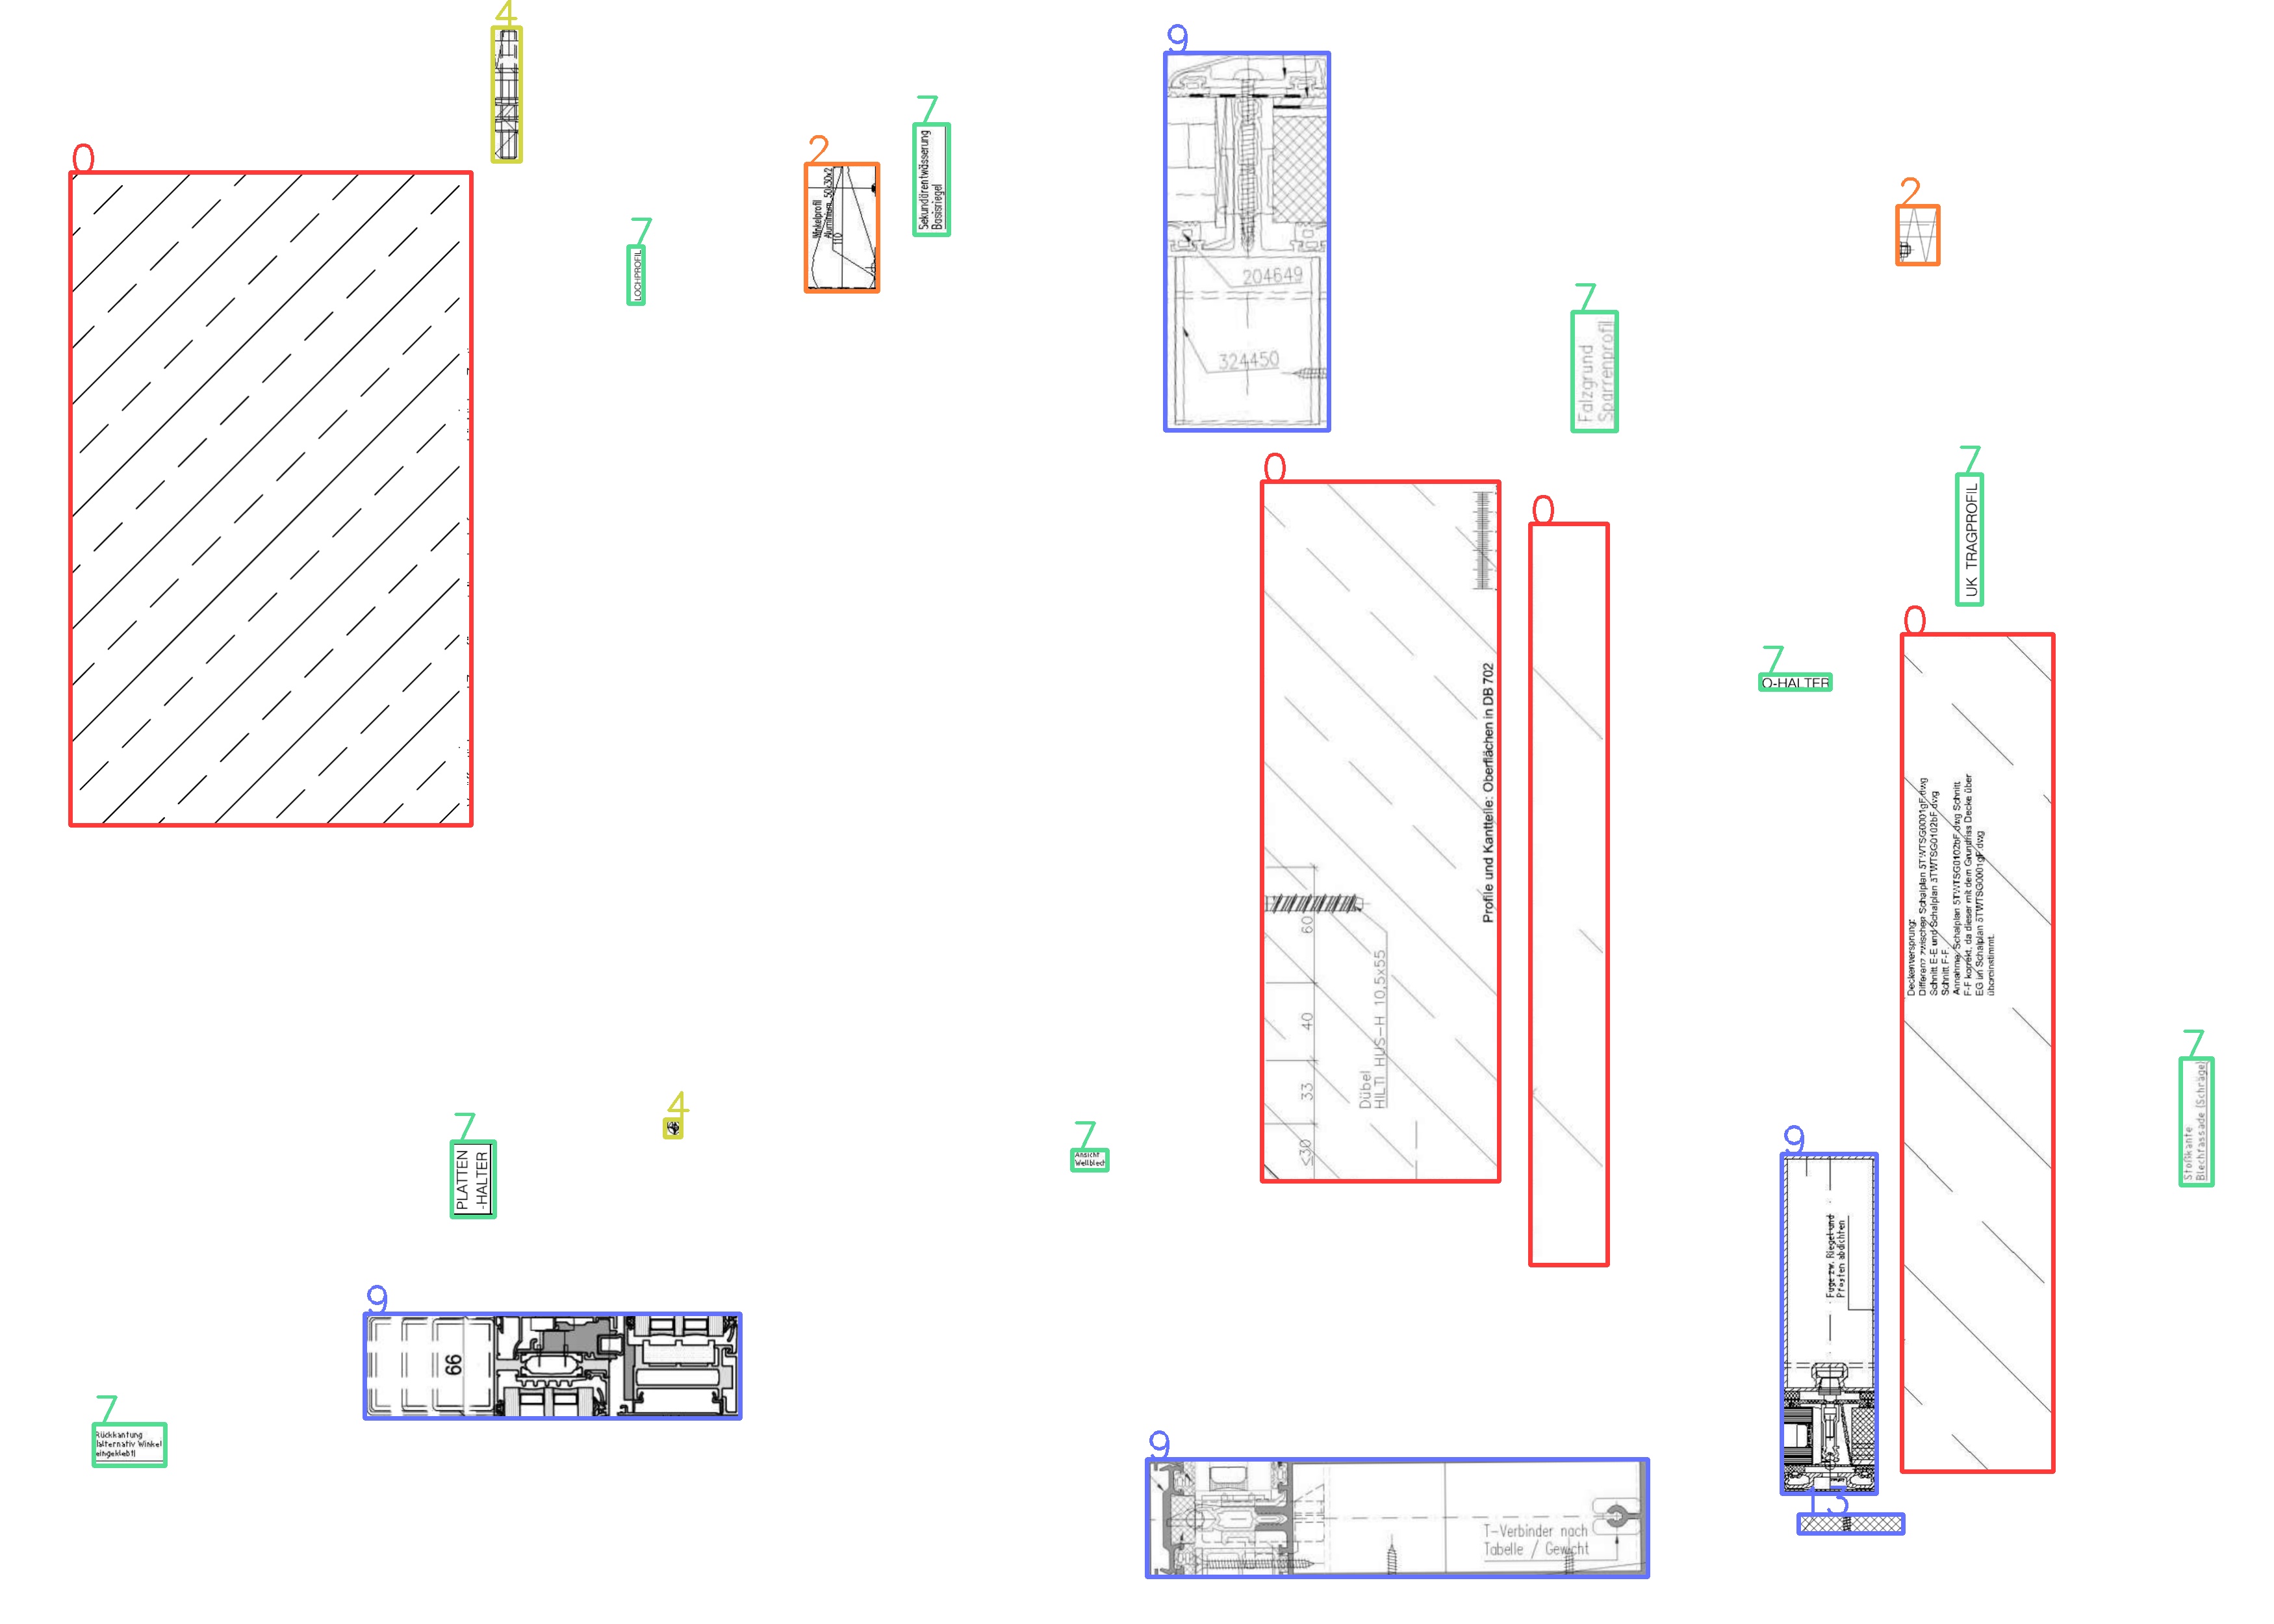 4
9
7
0
2
Winkelprofil
Aluminium 50x30x2
110
Sekundärentwässerung
Basisriegel
7
LOCHPROFIL
2
204649
324450
7
Falzgrund
Sparrenprofil
0
0
7
UK TRAGPROFIL
0
7
O-HALTER
Profile und Kantteile: Oberflächen in DB 702
60
40
33
≤30
Dübel
HILTI HUS-H 10,5x55
Deckenversprung:
Differenz zwischen Schalplan 5TWTSG0001gF.dwg
Schnitt E-E und Schalplan 5TWTSG0102bF.dwg
Schnitt F-F.
Annahme: Schalplan 5TWTSG0102bF.dwg Schnitt
F-F korrekt, da dieser mit dem Grundriss Decke über
EG im Schalplan 5TWTSG0001gF.dwg
übereinstimmt.
7
Stoßkante
Blechfassade (Schräge)
4
7
PLATTEN
-HALTER
7
Ansicht
Wellblech
9
Fuge zw. Riegel und
Pfosten abdichten
9
66
7
Rückkantung
(alternativ Winkel
eingeklebt)
9
T-Verbinder nach
Tabelle / Gewicht
13